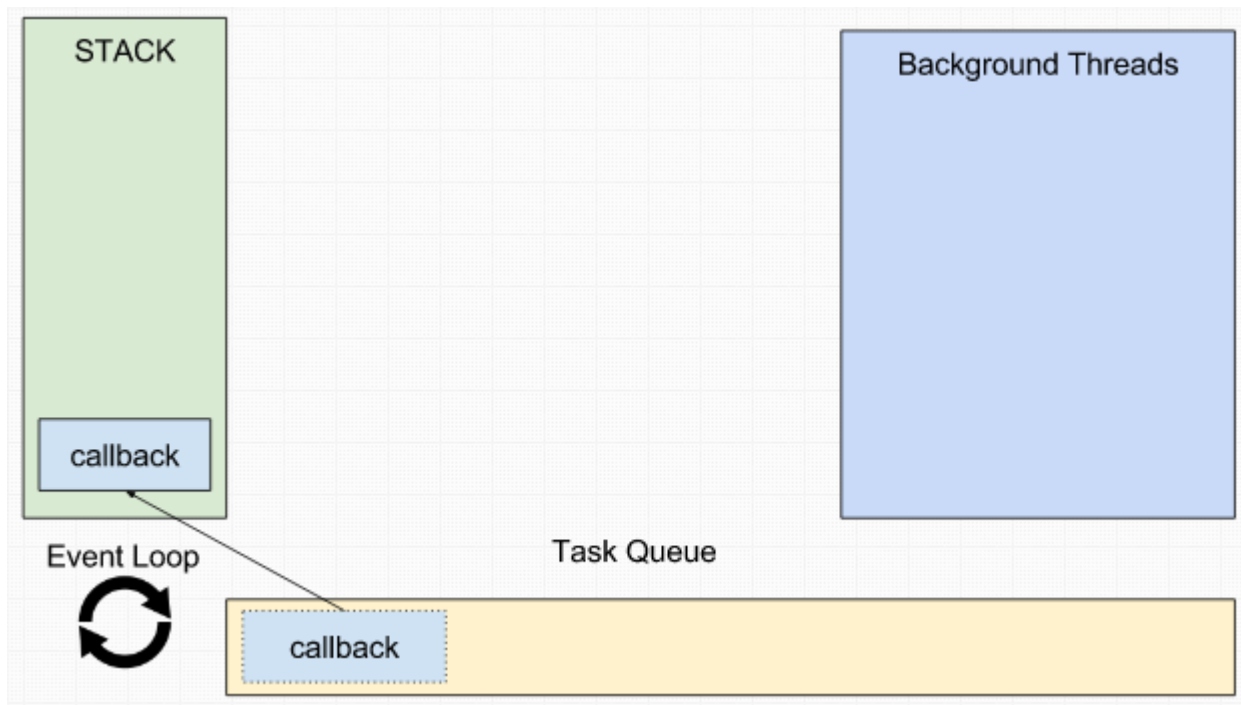 STACK
Background Threads
callback
Event Loop
Task Queue
callback